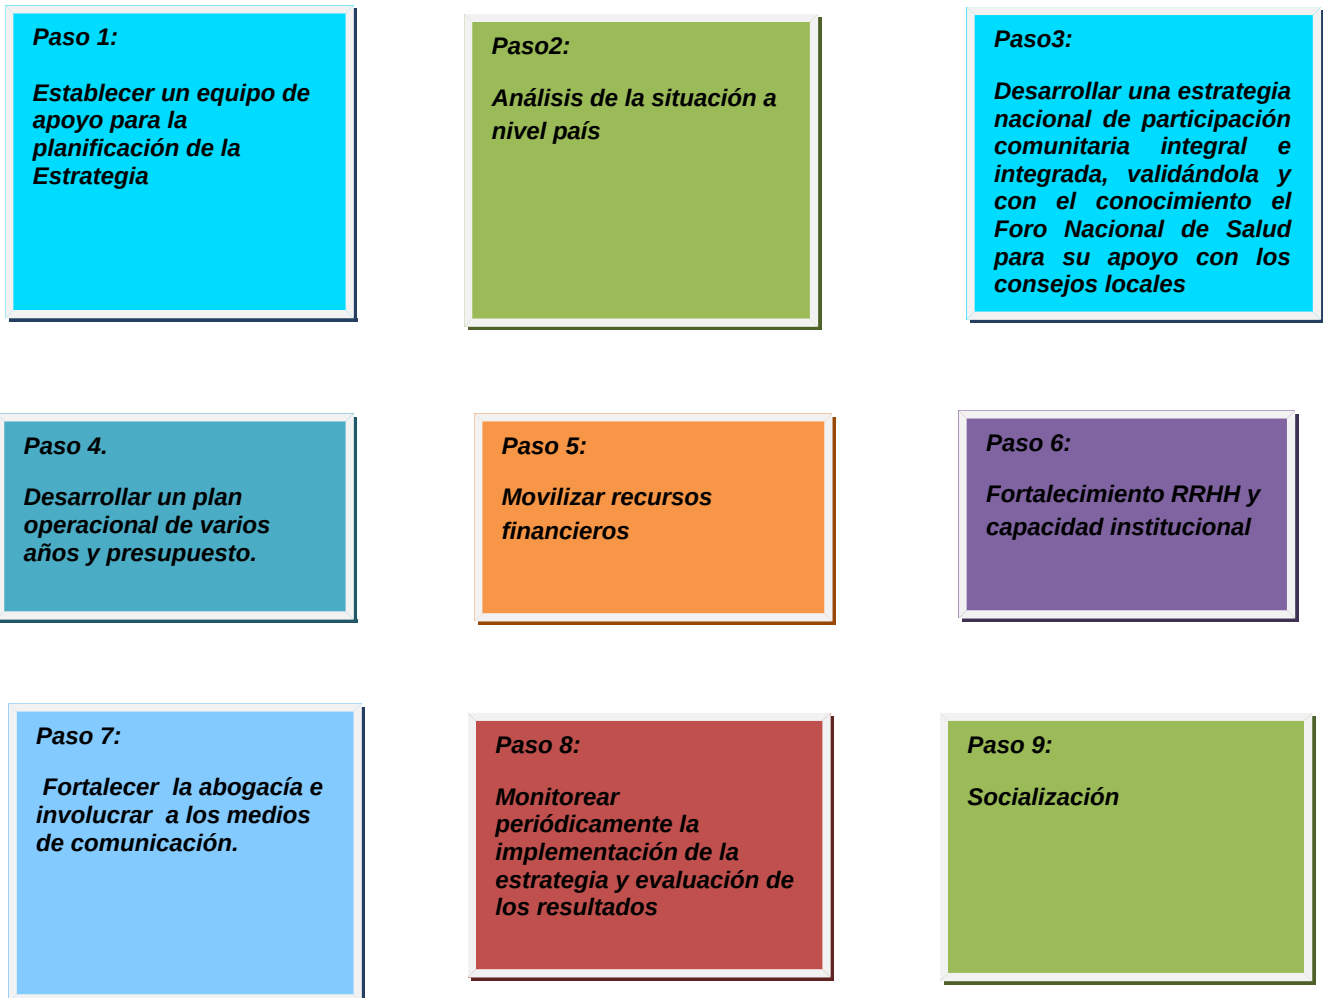 Paso 1:
Establecer un equipo de
apoyo para la
planificación de la
Estrategia
Paso2:
Análisis de la situación a
nivel país
Paso3:
Desarrollar una estrategia
nacional de participación
comunitaria integral e
integrada, validándola y
con el conocimiento el
Foro Nacional de Salud
para su apoyo con los
consejos locales
Paso 4.
Desarrollar un plan
operacional de varios
años y presupuesto.
Paso 5:
Movilizar recursos
financieros
Paso 6:
Fortalecimiento RRHH y
capacidad institucional
Paso 7:
Fortalecer la abogacía e
involucrar a los medios
de comunicación.
Paso 8:
Monitorear
periódicamente la
implementación de la
estrategia y evaluación de
los resultados
Paso 9:
Socialización